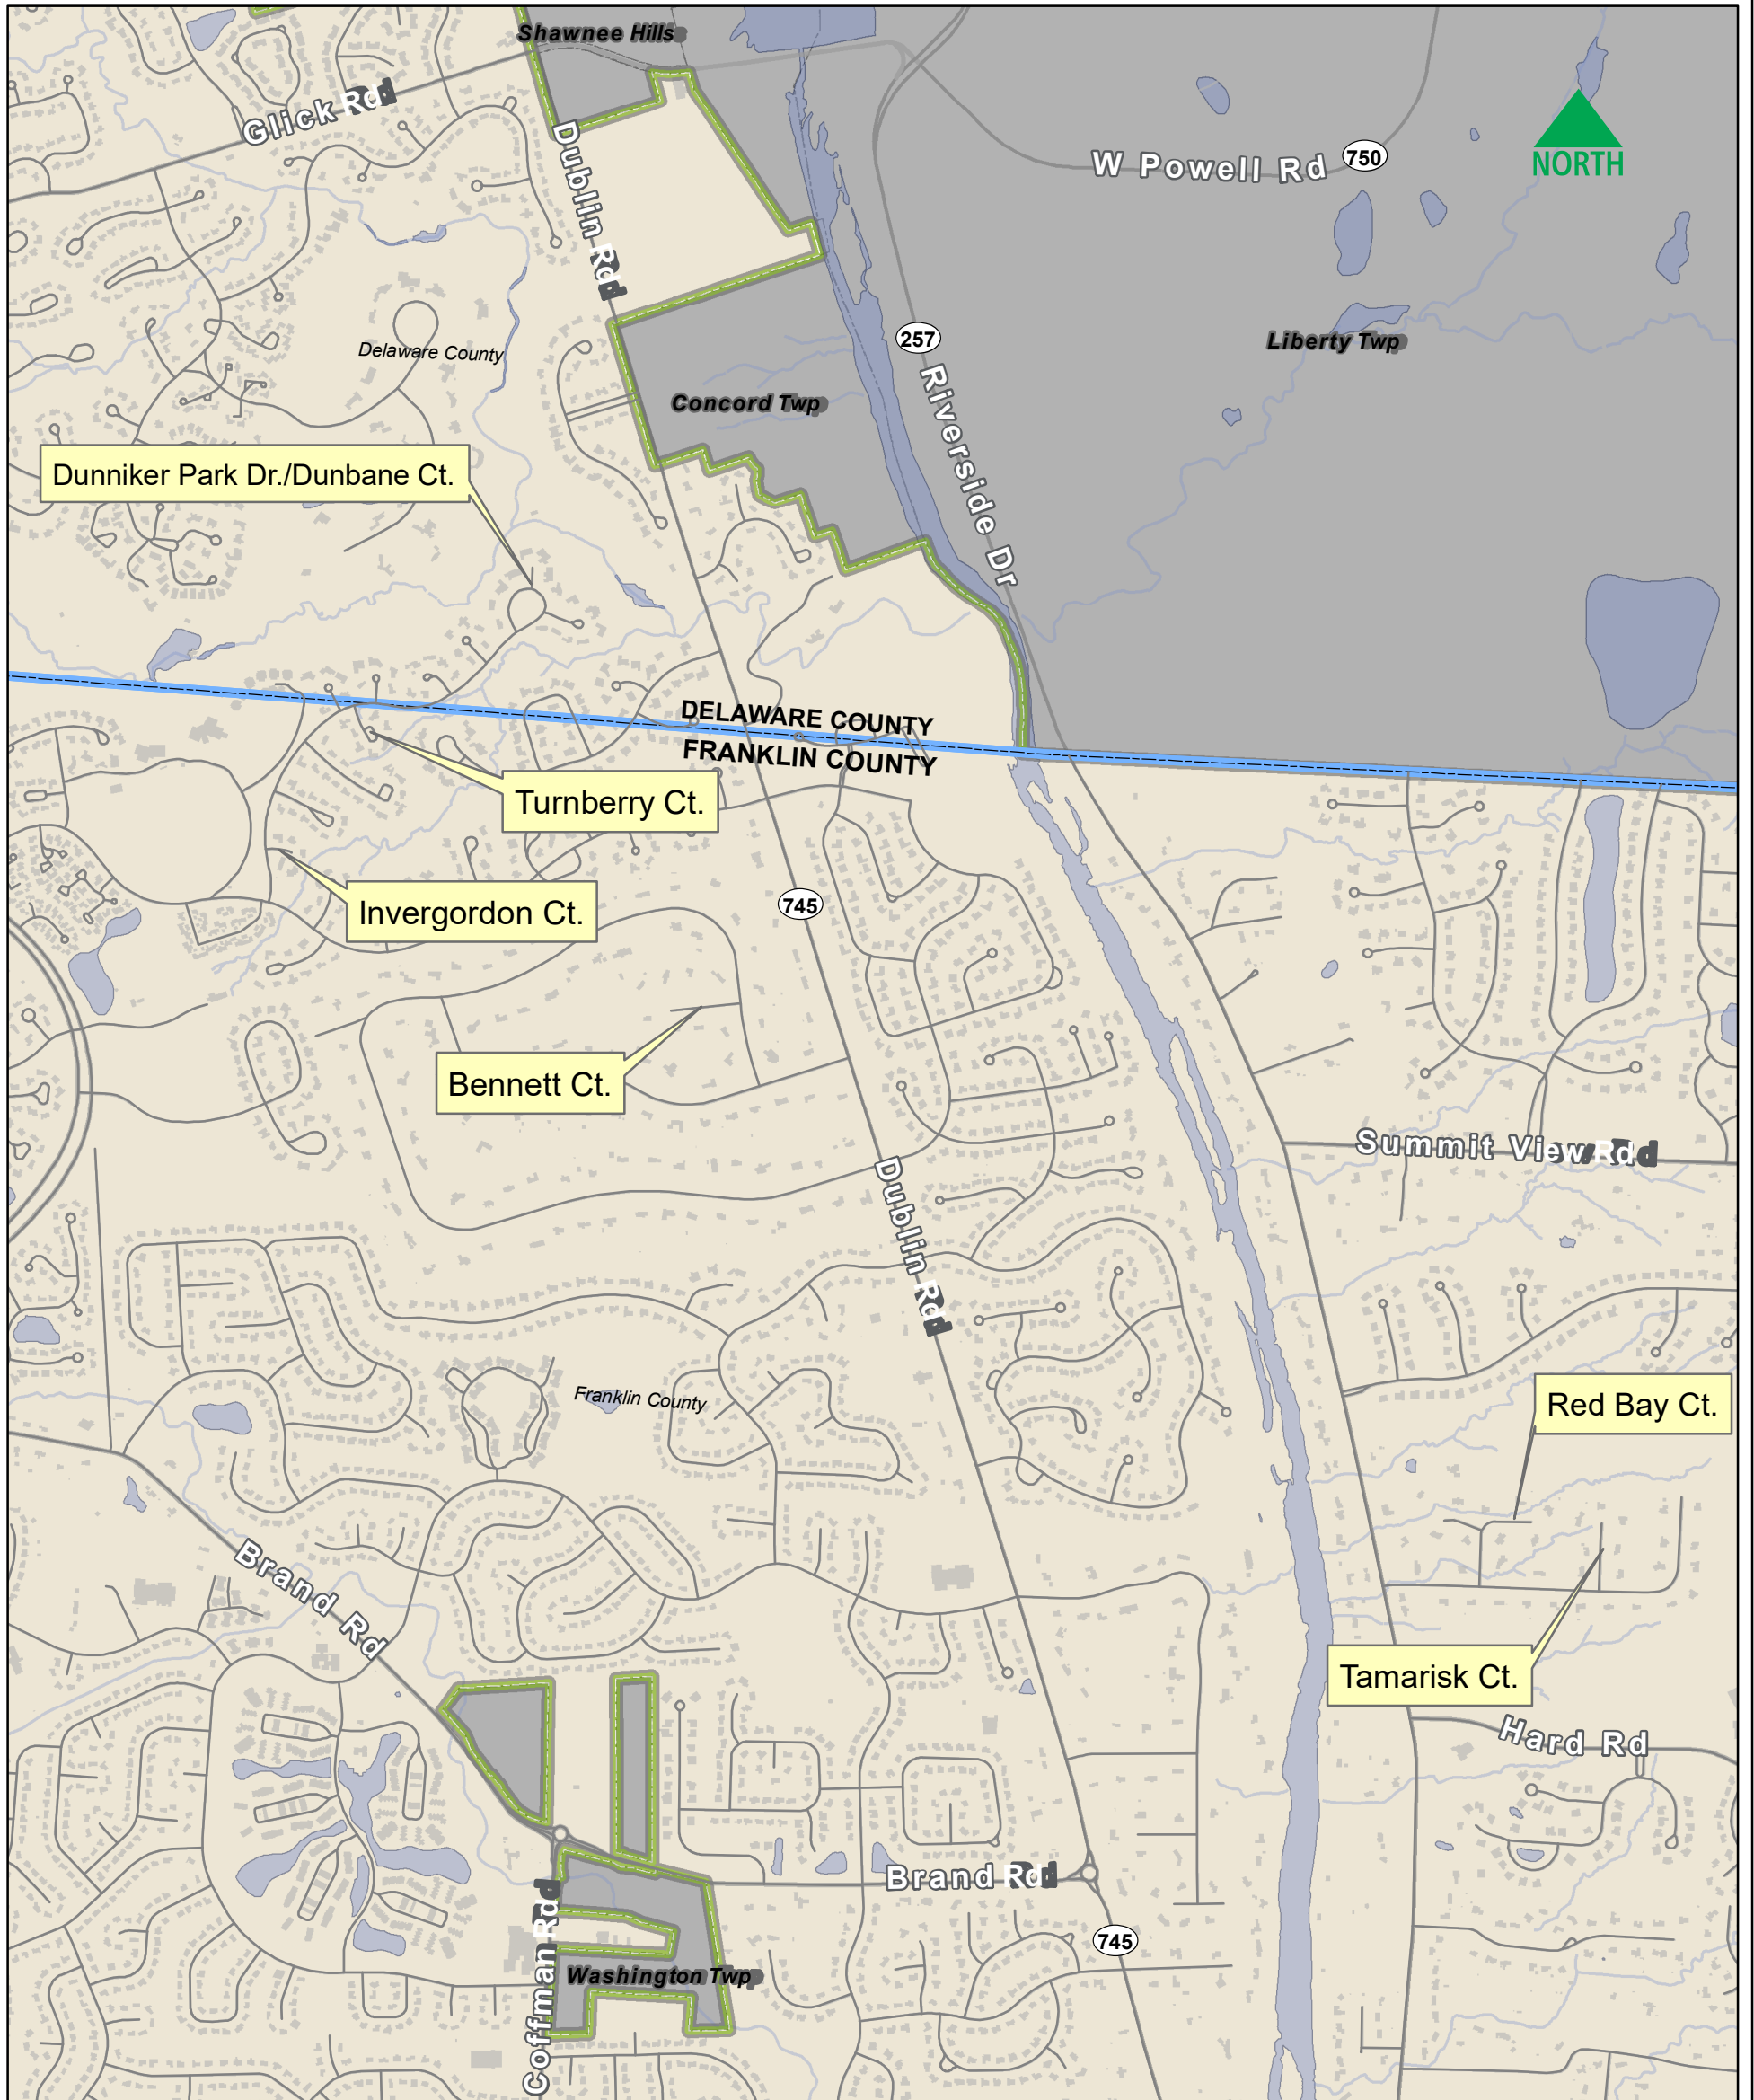 Shawnee Hills
Glick Rd
Dublin Rd
W Powell Rd
750
NORTH
257
Riverside Dr
Liberty Twp
Delaware County
Concord Twp
Dunniker Park Dr./Dunbane Ct.
DELAWARE COUNTY
FRANKLIN COUNTY
Turnberry Ct.
Invergordon Ct.
745
Bennett Ct.
Summit View Rd
Dublin Rd
Franklin County
Red Bay Ct.
Brand Rd
Tamarisk Ct.
Hard Rd
Brand Rd
745
Coffman Rd
Washington Twp